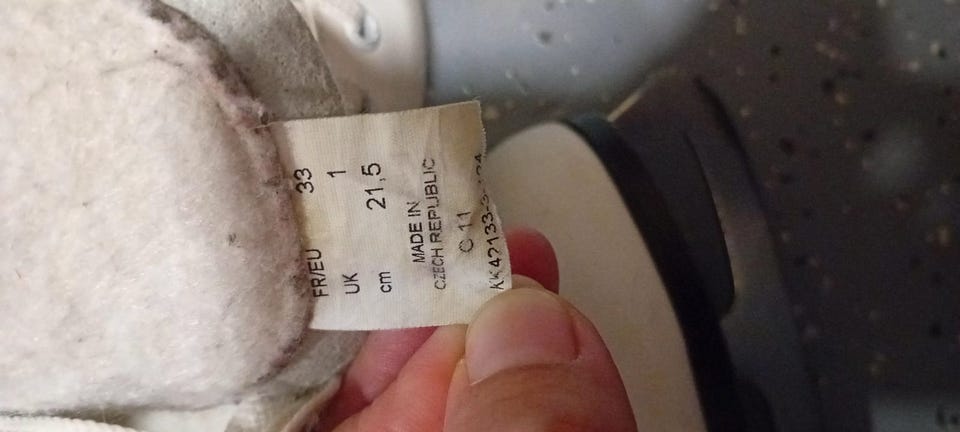 FR/EU 33
UK 1
cm 21,5
MADE IN
CZECH REPUBLIC
C 11